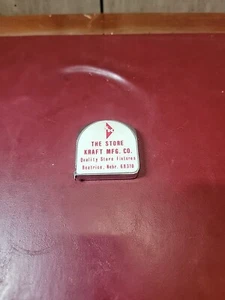 THE STORE
KRAFT MFG. CO.
Quality Store Fixtures
Beatrice, Nebr. 68310